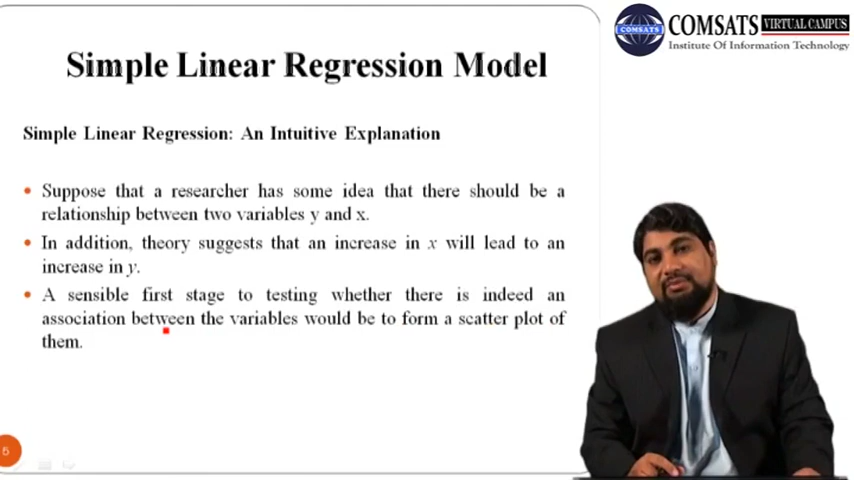 Simple Linear Regression Model
COMSATS VIRTUAL CAMPUS
COMSATS
Institute Of Information Technology
Simple Linear Regression: An Intuitive Explanation
• Suppose that a researcher has some idea that there should be a
relationship between two variables y and x.
• In addition, theory suggests that an increase in x will lead to an
increase in y.
• A sensible first stage to testing whether there is indeed an
association between the variables would be to form a scatter plot of
them.
5